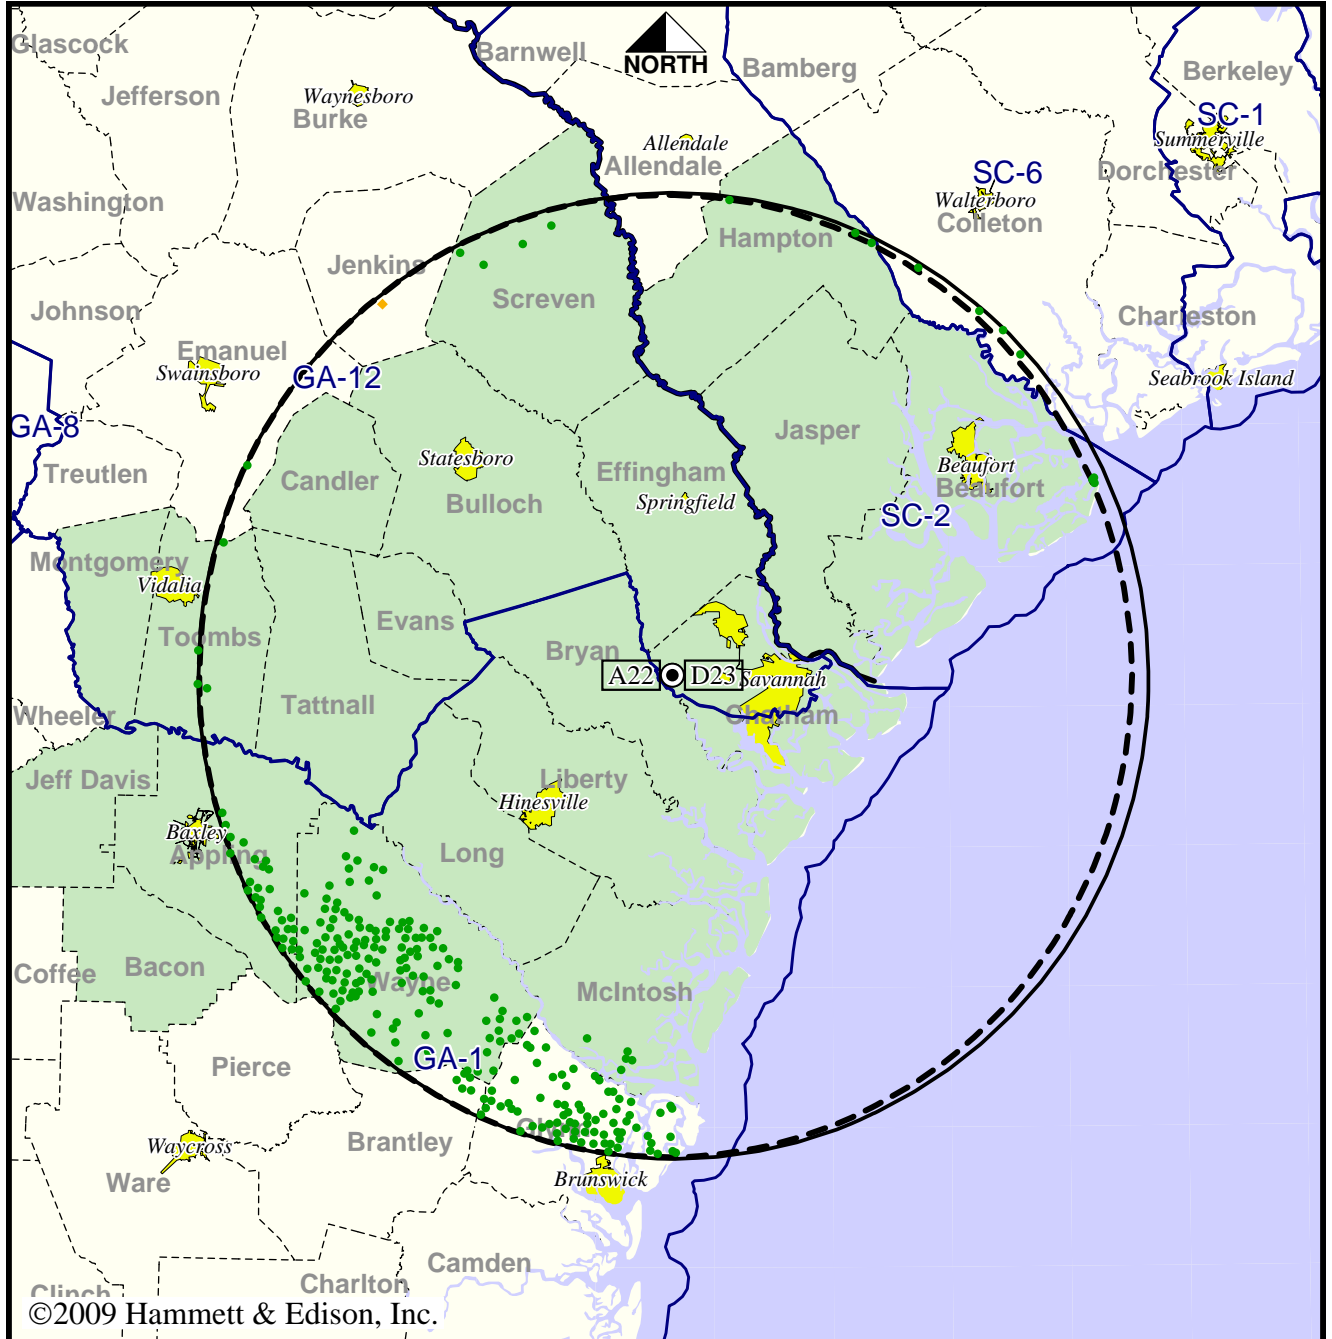 Glascock
Barnwell
NORTH
Bamberg
Berkeley
Jefferson
Waynesboro
Burke
SC-1
Summerville
Allendale
Allendale
Dorchester
SC-6
Washington
Walterboro
Colleton
Hampton
Jenkins
Screven
Johnson
Charleston
Emanuel
Swainsboro
GA-12
Seabrook Island
GA-8
Jasper
Treutlen
Statesboro
Effingham
Beaufort
Candler
Bulloch
Springfield
Beaufort
SC-2
Montgomery
Vidalia
Evans
Toombs
Bryan
A22
D23
Savannah
Tattnall
Wheeler
Chatham
Jeff Davis
Liberty
Hinesville
Baxley
Appling
Long
Coffee
Bacon
Wayne
McIntosh
GA-1
Pierce
Glynn
Waycross
Brantley
Ware
Brunswick
Camden
Clinch
Charlton
©2009 Hammett & Edison, Inc.